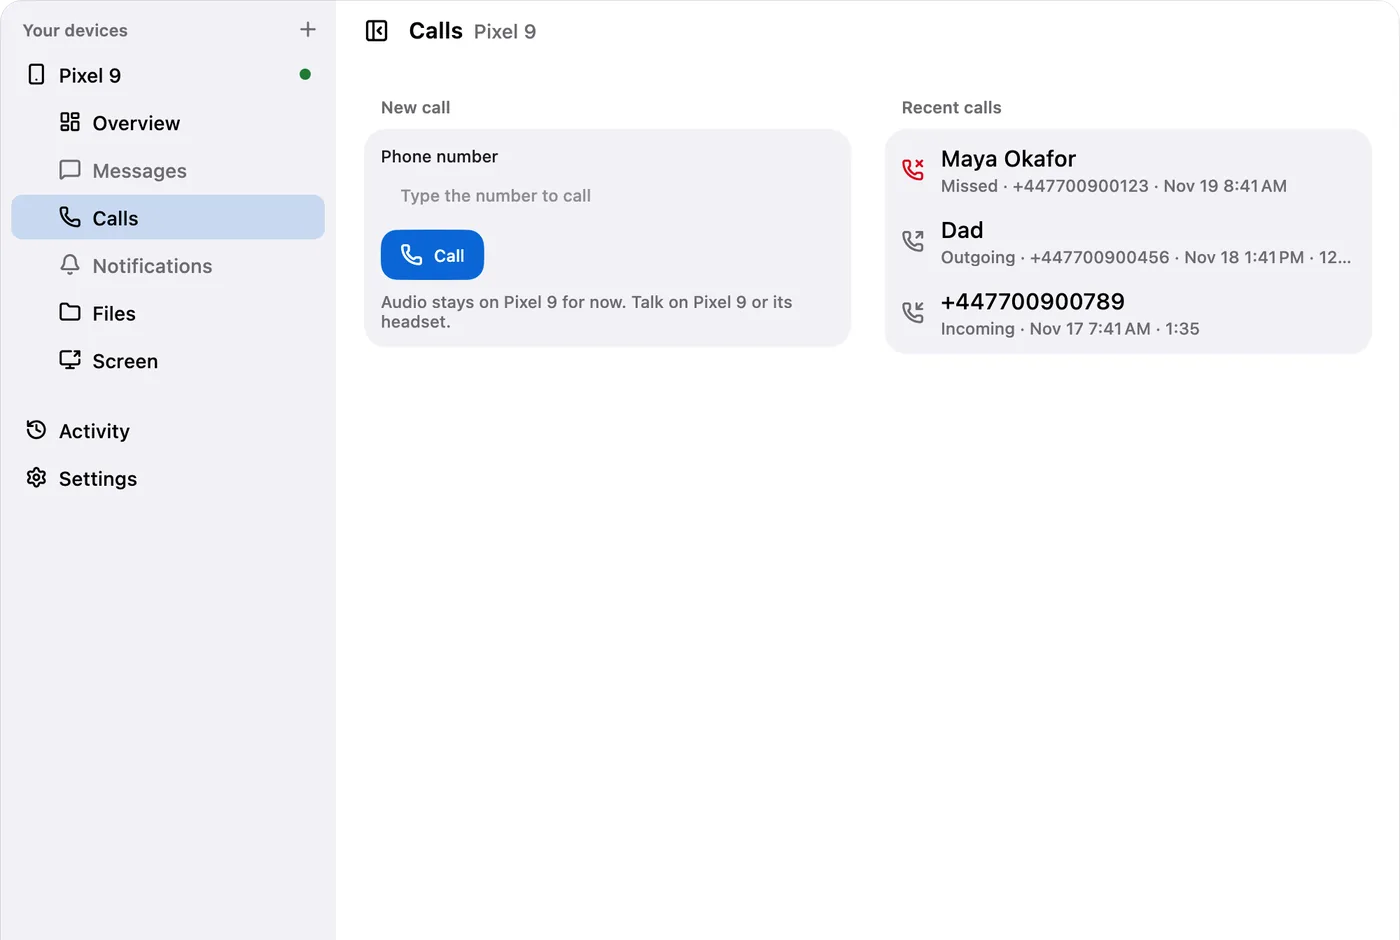 Your devices
Pixel 9
Overview
Messages
Calls
Notifications
Files
Screen
Activity
Settings
Calls Pixel 9
New call
Phone number
Type the number to call
Call
Audio stays on Pixel 9 for now. Talk on Pixel 9 or its
headset.
Recent calls
Maya Okafor
Missed · +447700900123 · Nov 19 8:41 AM
Dad
Outgoing · +447700900456 · Nov 18 1:41 PM · 12...
+447700900789
Incoming · Nov 17 7:41 AM · 1:35